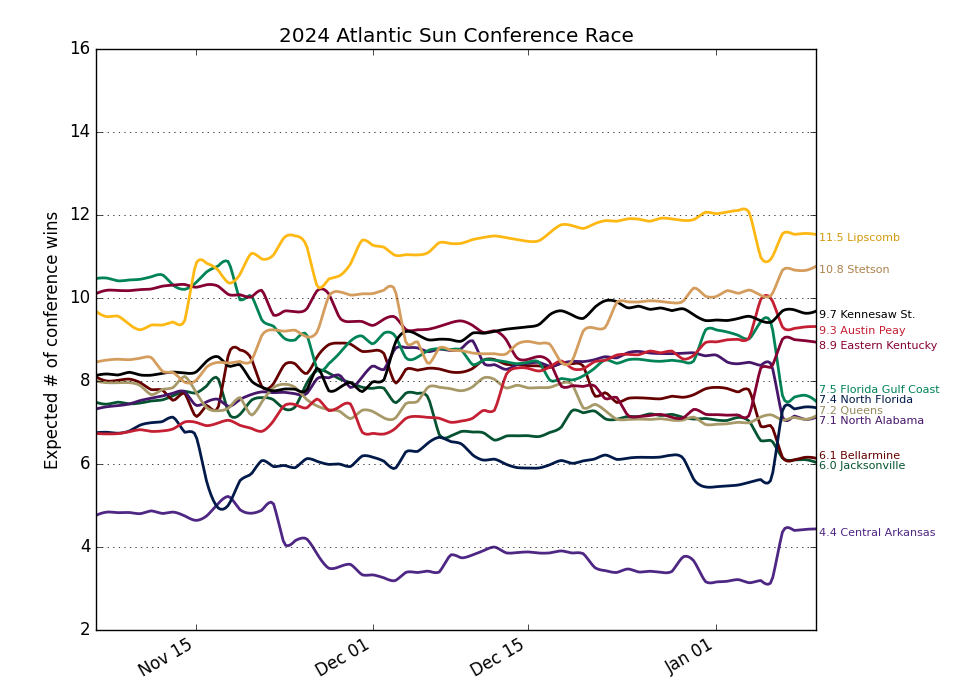 2024 Atlantic Sun Conference Race
Expected # of conference wins
16
14
12
10
8
6
4
2
Nov 15
Dec 01
Dec 15
Jan 01
11.5 Lipscomb
10.8 Stetson
9.7 Kennesaw St.
9.3 Austin Peay
8.9 Eastern Kentucky
7.5 Florida Gulf Coast
7.4 North Florida
7.2 Queens
7.1 North Alabama
6.1 Bellarmine
6.0 Jacksonville
4.4 Central Arkansas